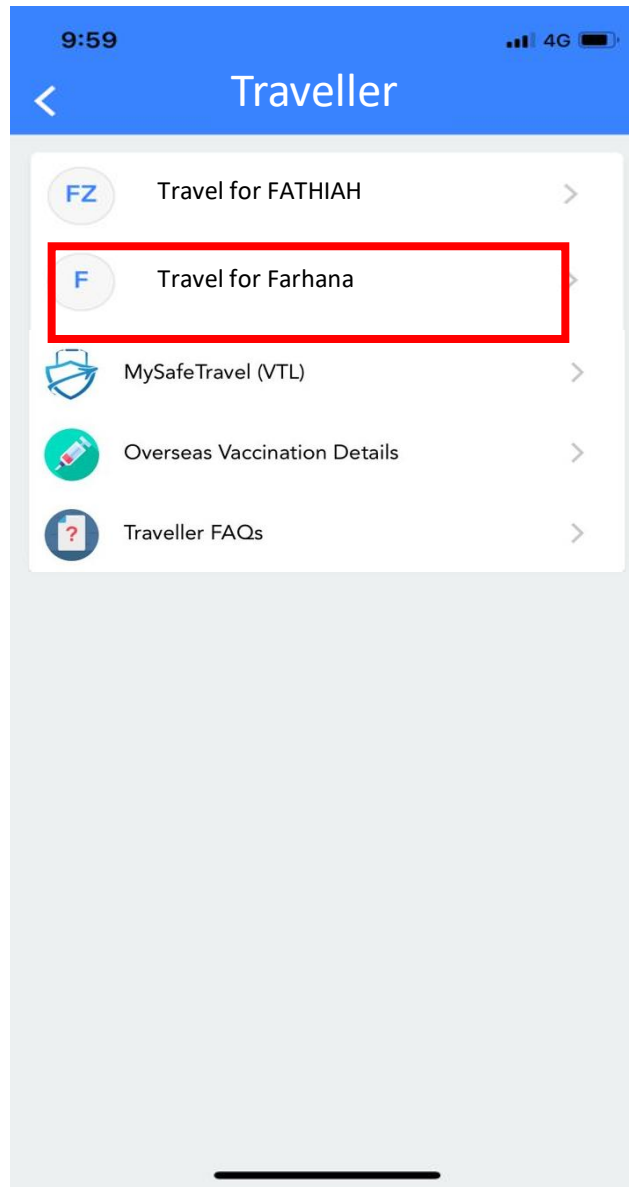 9:59
4G
Traveller
FZ Travel for FATHIAH
F Travel for Farhana
MySafeTravel (VTL)
Overseas Vaccination Details
? Traveller FAQs